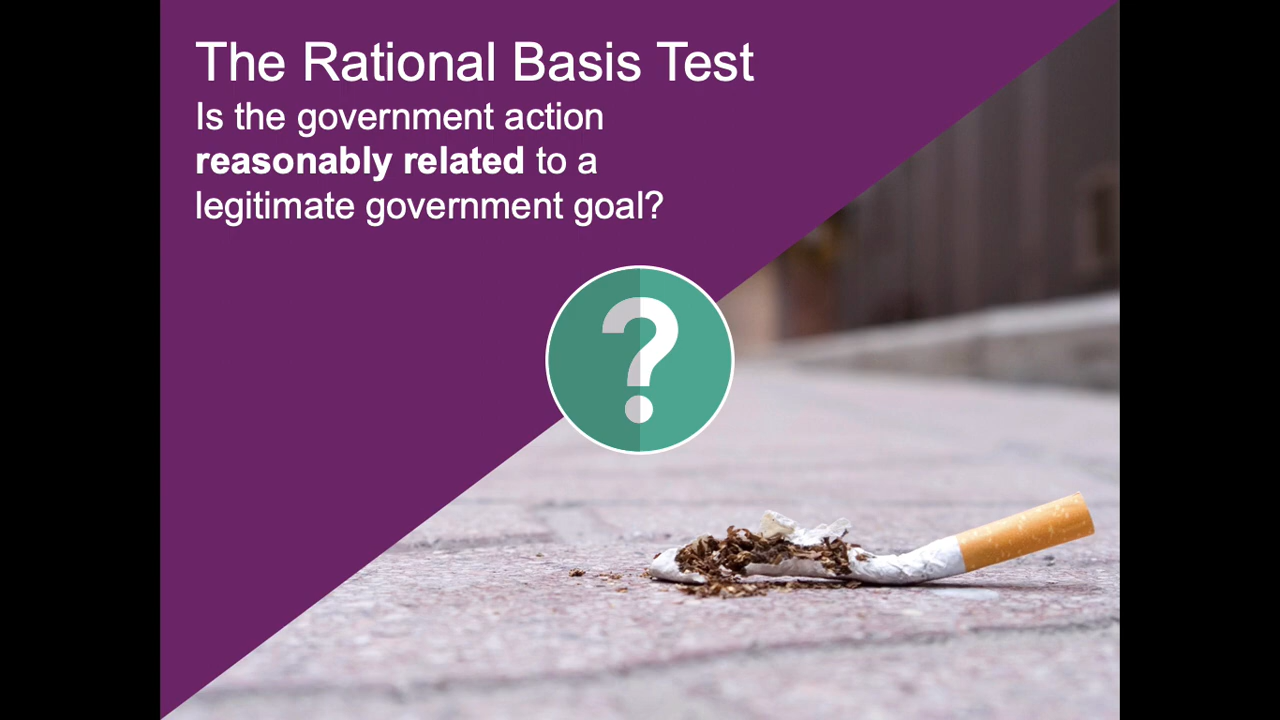 The Rational Basis Test
Is the government action
reasonably related to a
legitimate government goal?
?